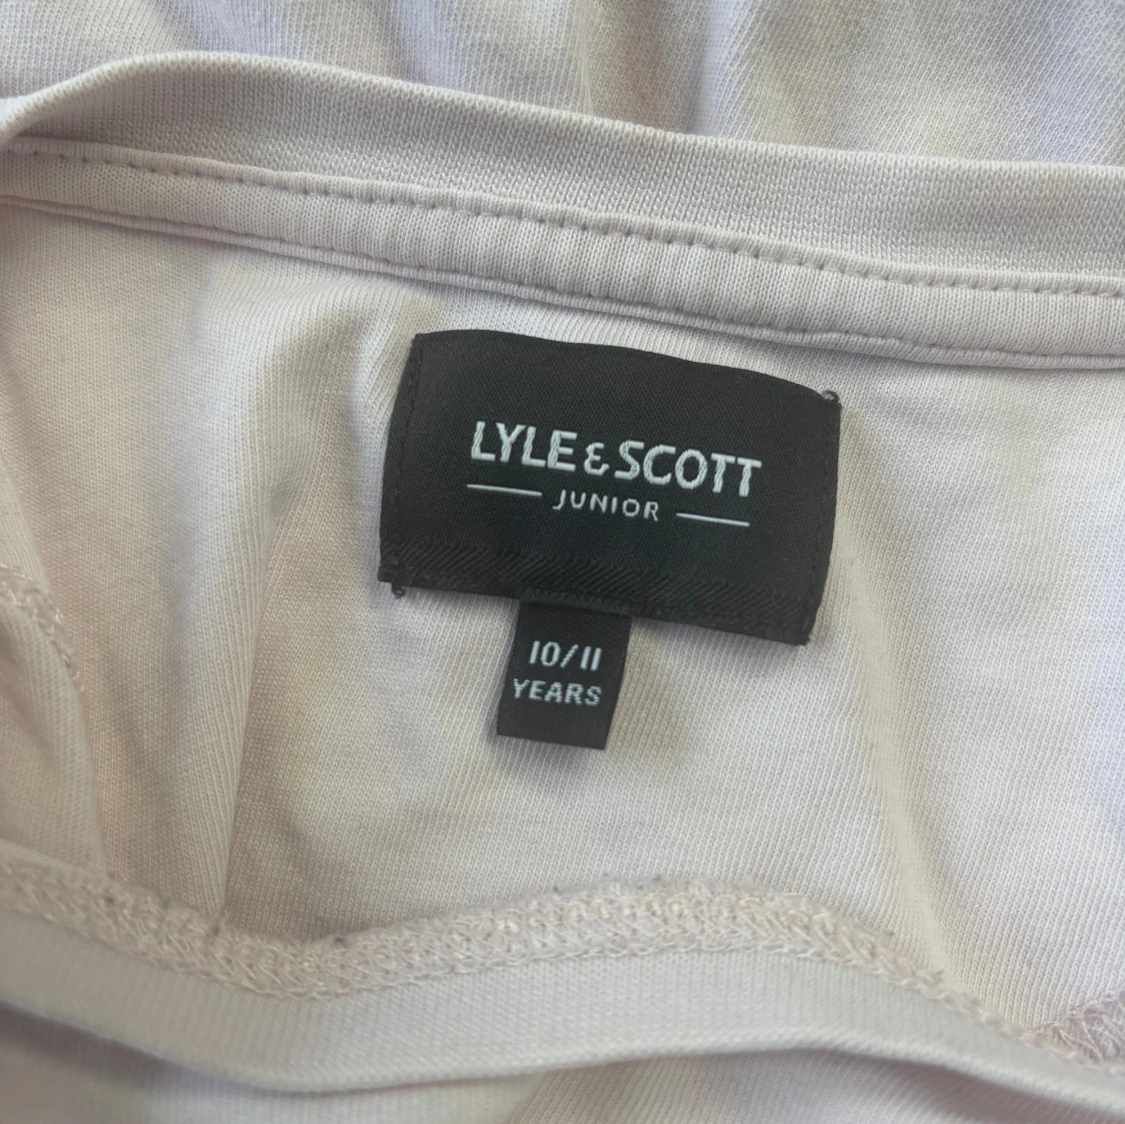 LYLE & SCOTT
JUNIOR
10/11
YEARS